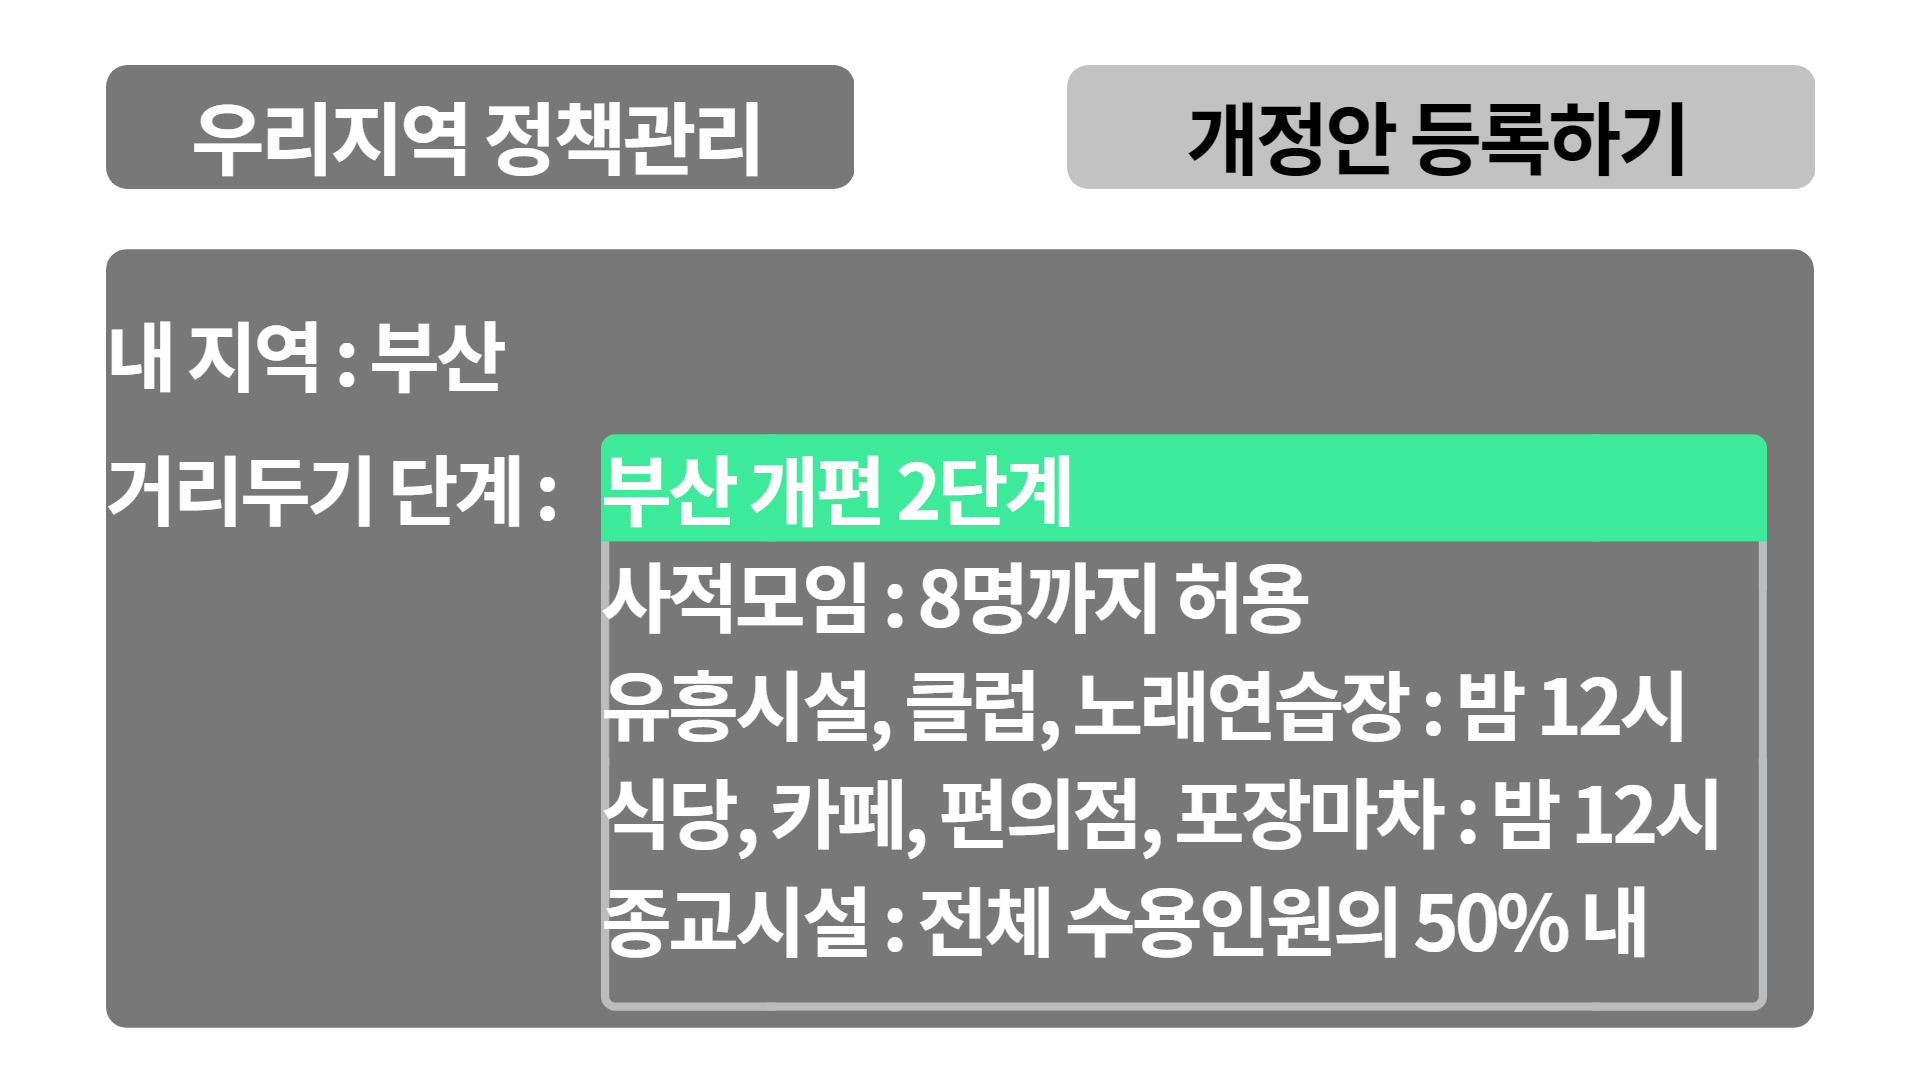 우리지역 정책관리
개정안 등록하기
내 지역 : 부산
거리두기 단계 : 부산 개편 2단계
사적모임 : 8명까지 허용
유흥시설, 클럽, 노래연습장 : 밤 12시
식당, 카페, 편의점, 포장마차 : 밤 12시
종교시설 : 전체 수용인원의 50% 내